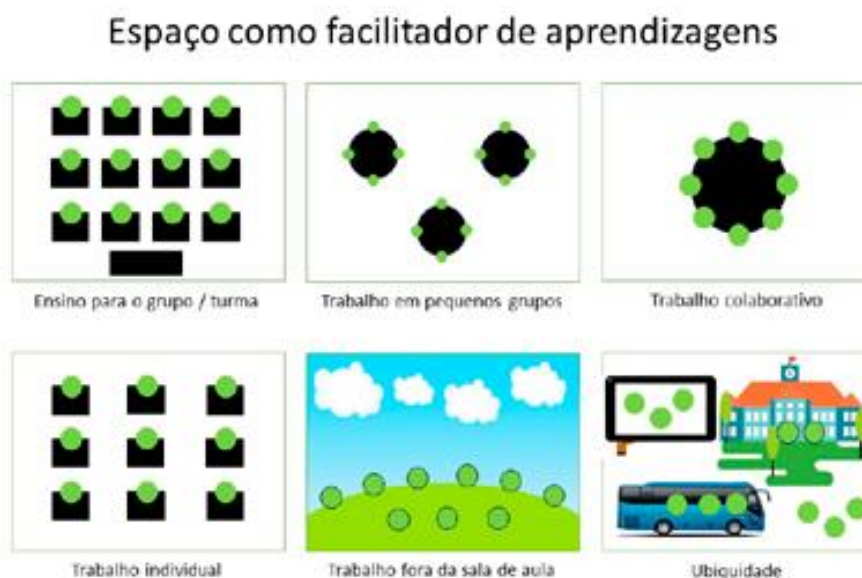 Espaço como facilitador de aprendizagens
Ensino para o grupo / turma
Trabalho em pequenos grupos
Trabalho colaborativo
Trabalho individual
Trabalho fora da sala de aula
Ubiquidade